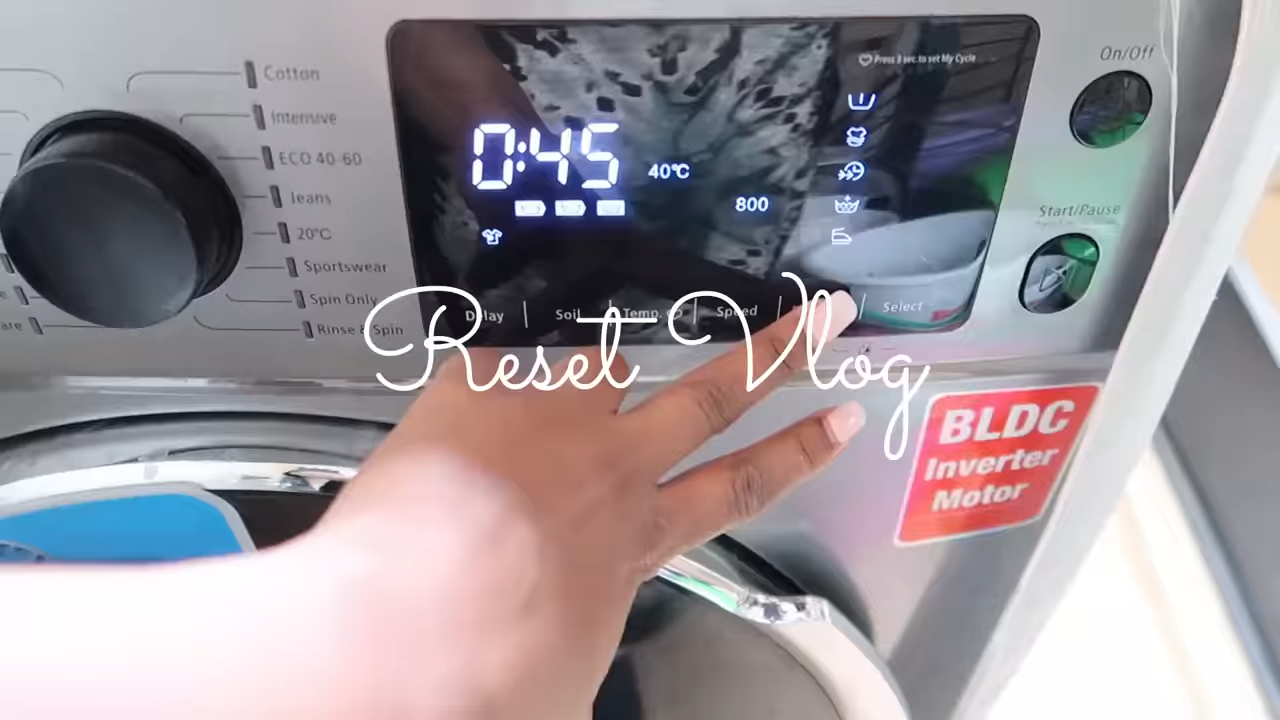 Cotton
Intensive
ECO 40-60
Jeans
20℃
Sportswear
Spin Only
Rinse & Spin
Press 3 sec. to set My Cycle
0:45
40℃
800
Delay
Soil
Temp.
Speed
Select
On/Off
Start/Pause
Reset Vlog
BLDC
Inverter
Motor